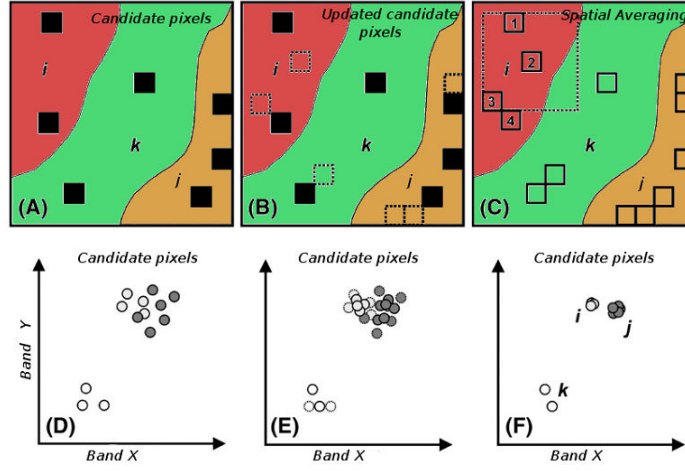 Candidate pixels
i
k
j
(A)
Updated candidate
pixels
(B)
Spatial Averaging
1
i
2
3
4
k
j
(C)
Candidate pixels
Band Y
(D)
Band X
Candidate pixels
(E)
Band X
Candidate pixels
i
j
k
(F)
Band X